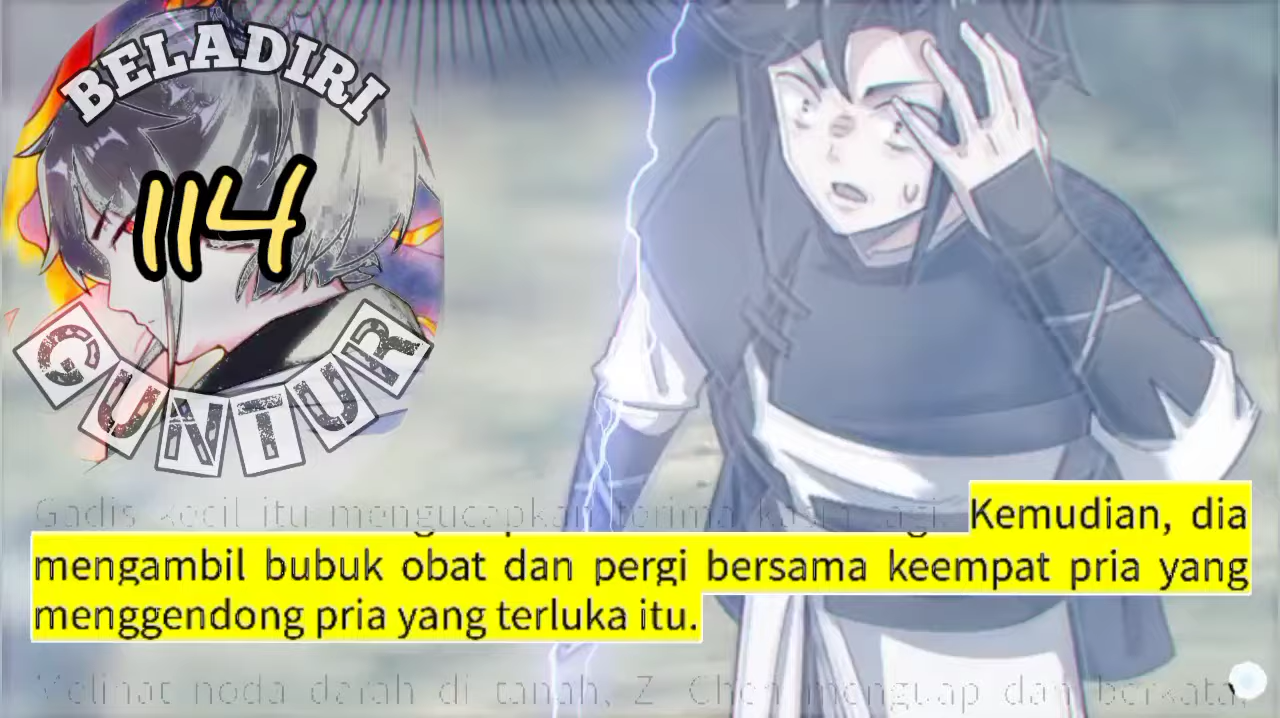 BELADIRI
114
GUNTUR
Gadis kecil itu mengucapkan terima kasih lagi. Kemudian, dia
mengambil bubuk obat dan pergi bersama keempat pria yang
menggendong pria yang terluka itu.
Melihat noda darah di tanah, Z Chen menguap dan berkata,